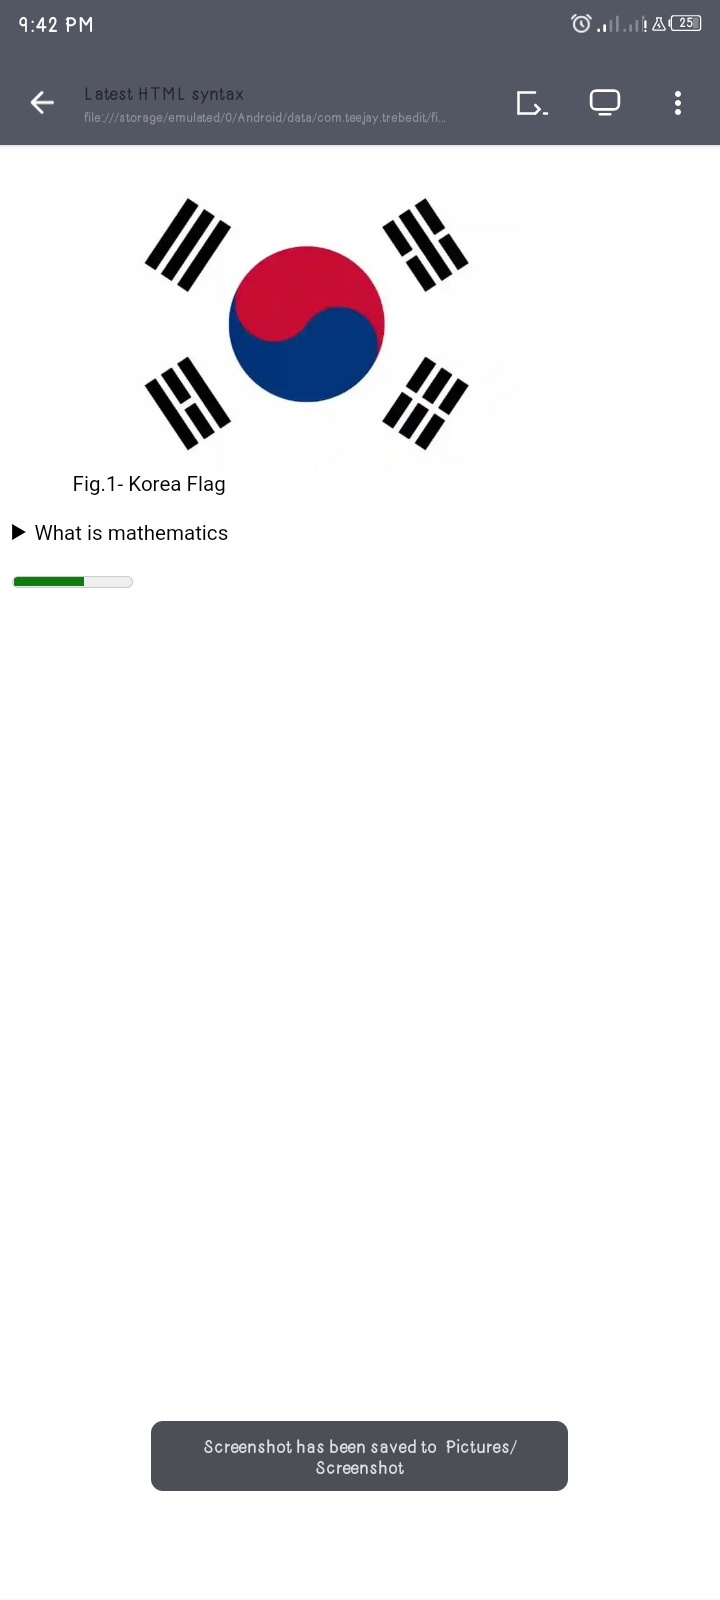 9:42 PM
25
Latest HTML syntax
file:///storage/emulated/0/Android/data/com.teejay.trebedit/fi...
Fig.1- Korea Flag
What is mathematics
Screenshot has been saved to Pictures/
Screenshot